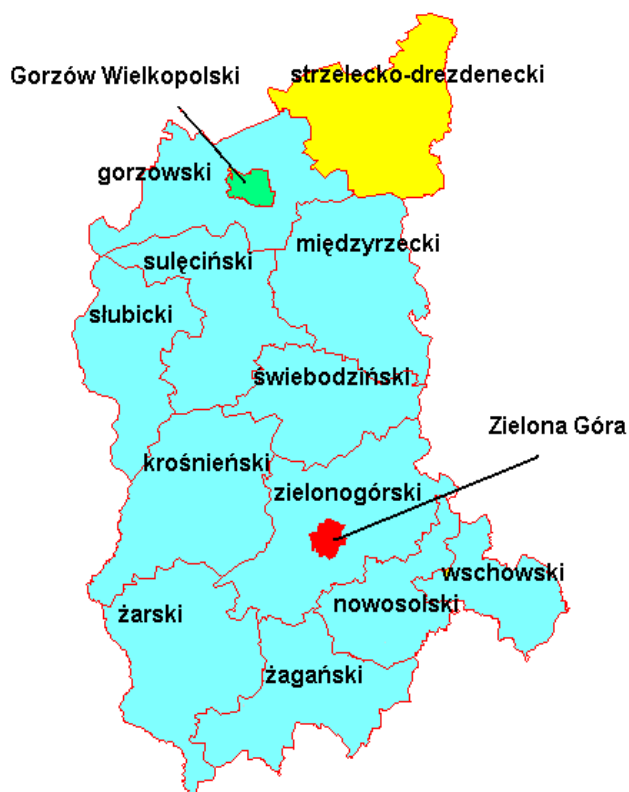 strzelecko-drezdenecki
Gorzów Wielkopolski
gorzowski
międzyrzecki
sulęciński
słubicki
świebodziński
Zielona Góra
krośnieński
zielonogórski
wschowski
nowosolski
żarski
żagański